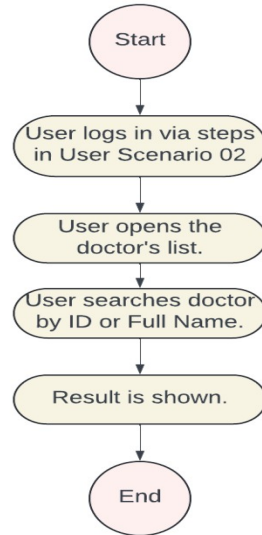 Start
User logs in via steps
in User Scenario 02
User opens the
doctor's list.
User searches doctor
by ID or Full Name.
Result is shown.
End